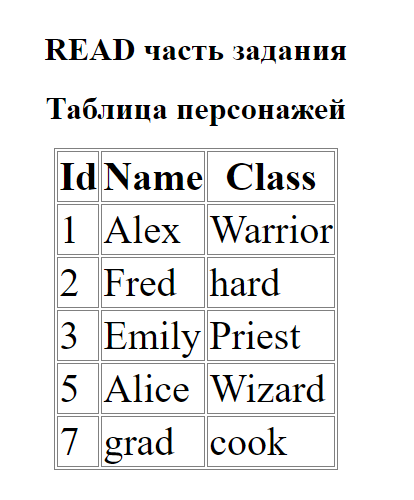 READ часть задания
Таблица персонажей
Id Name Class
1 Alex Warrior
2 Fred hard
3 Emily Priest
5 Alice Wizard
7 grad cook